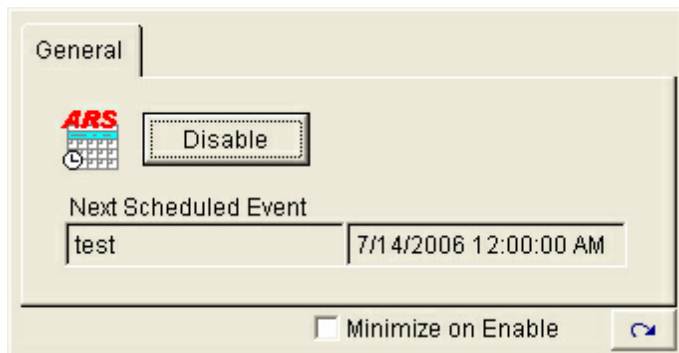 General
ARS
Disable
Next Scheduled Event
test 7/14/2006 12:00:00 AM
Minimize on Enable